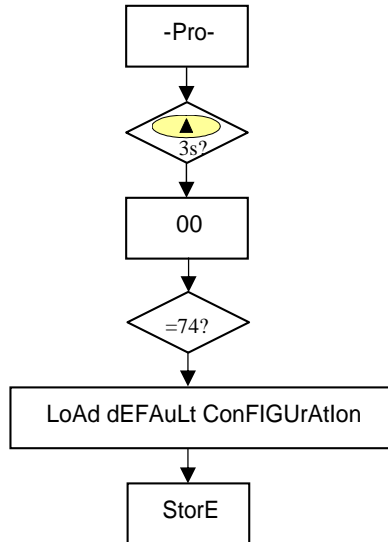 -Pro-
▲
3s?
00
=74?
LoAd dEFAuLt ConFIGUrAtIon
StorE